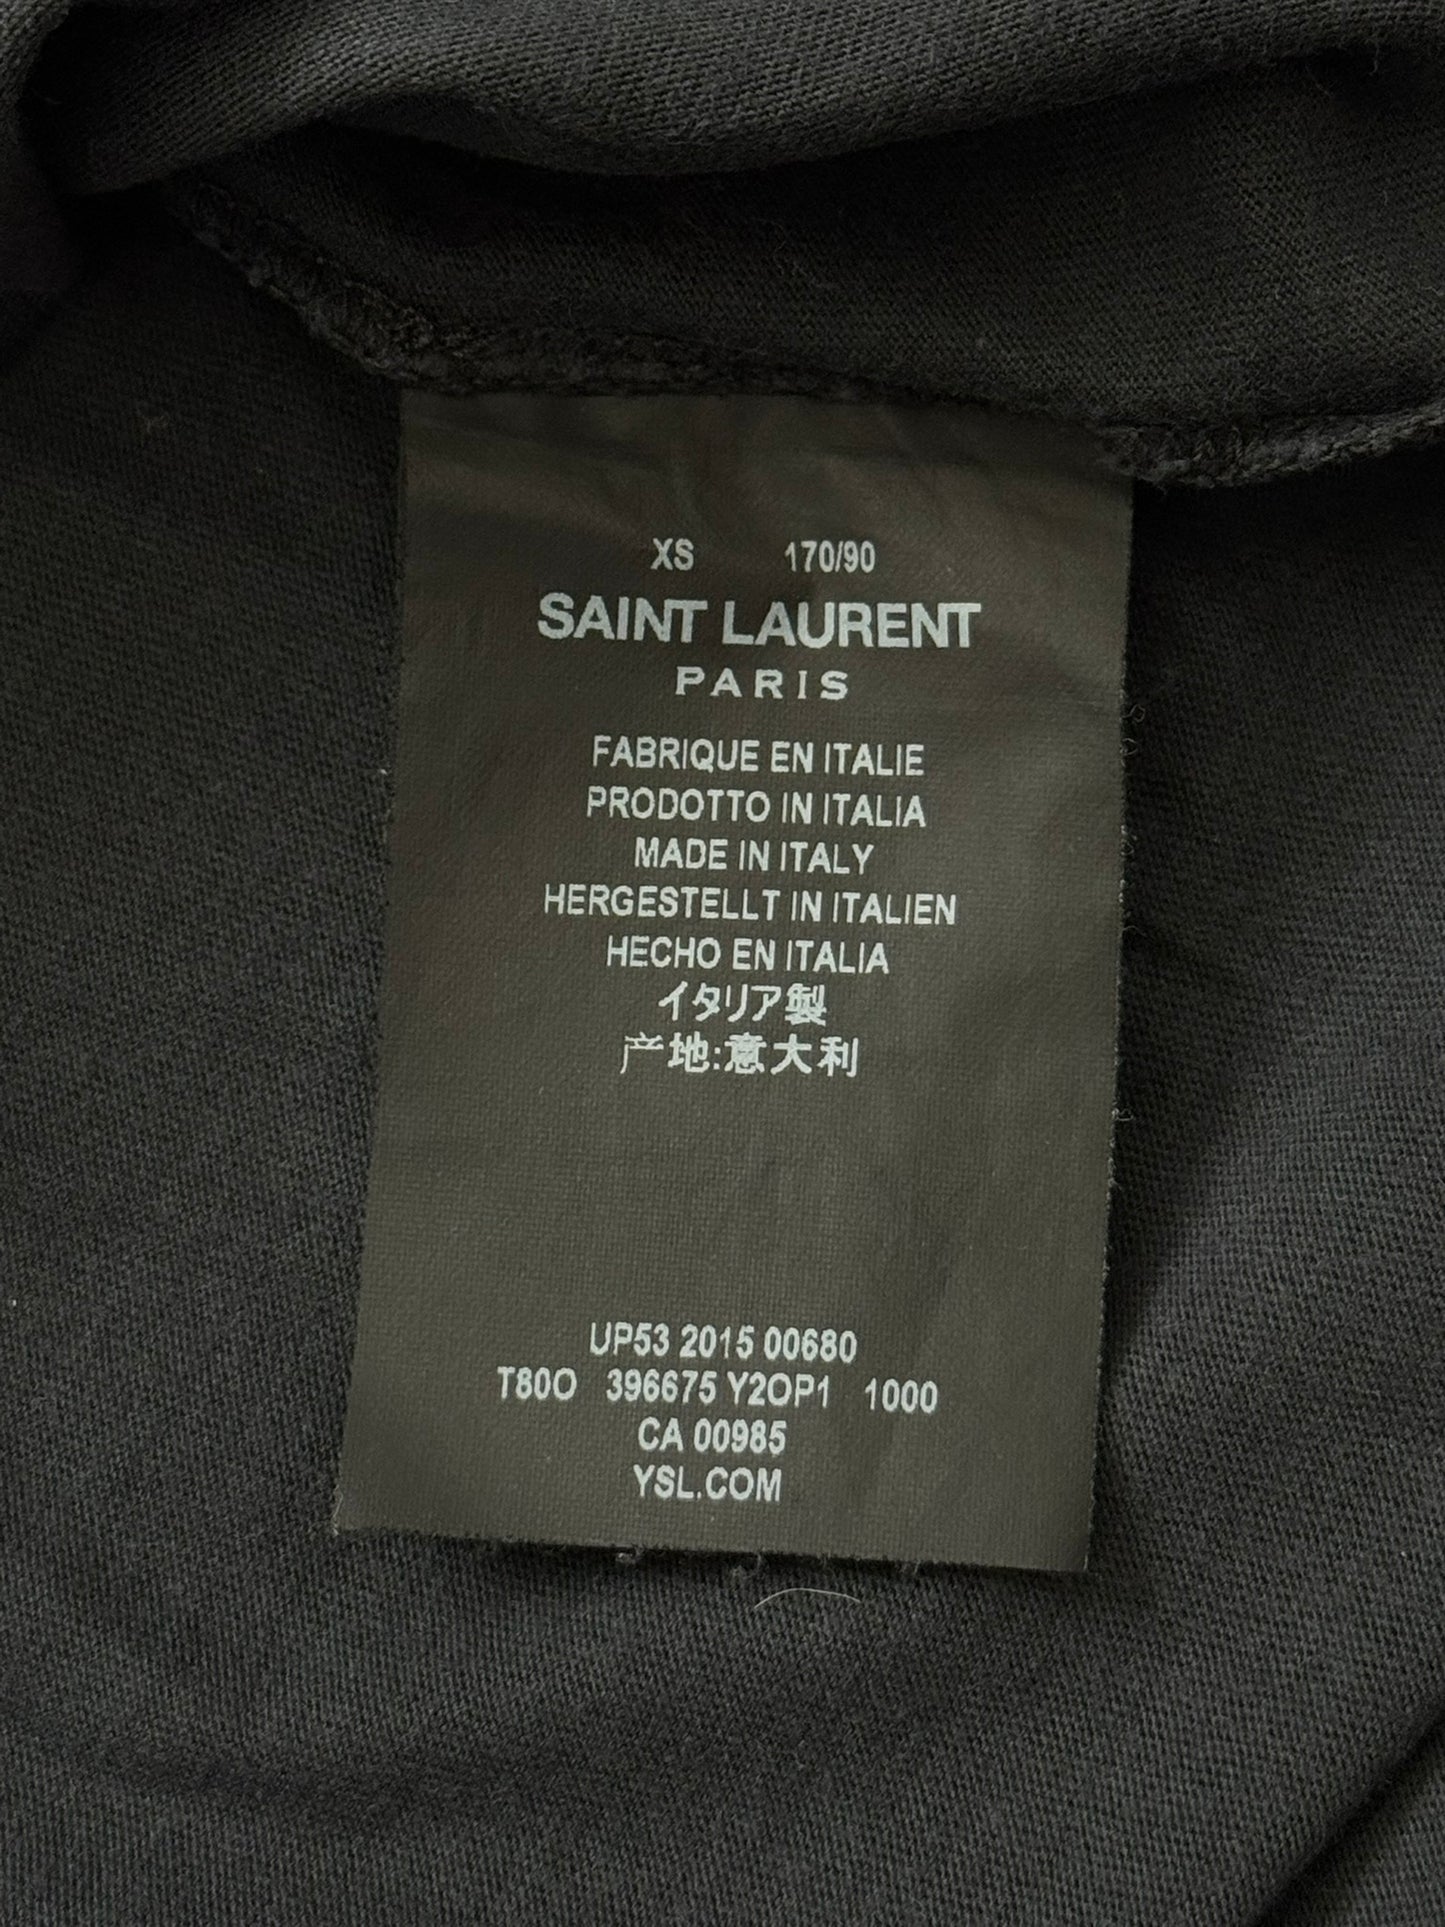 XS 170/90
SAINT LAURENT
PARIS
FABRIQUE EN ITALIE
PRODOTTO IN ITALIA
MADE IN ITALY
HERGESTELLT IN ITALIEN
HECHO EN ITALIA
イタリア製
产地:意大利
UP53 2015 00680
T80O 396675 Y2OP1 1000
CA 00985
YSL.COM